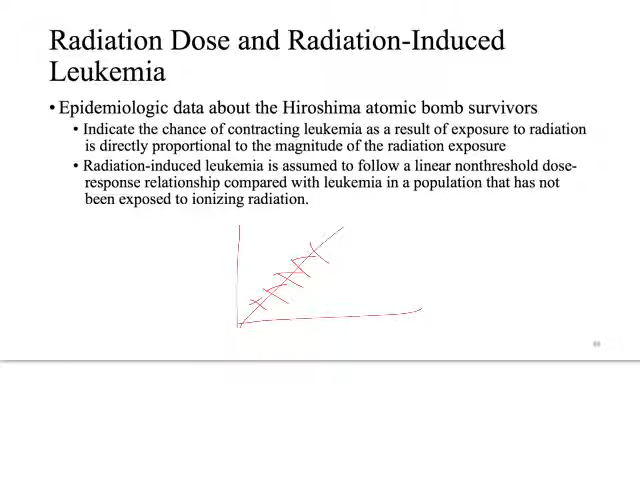 Radiation Dose and Radiation-Induced
Leukemia
• Epidemiologic data about the Hiroshima atomic bomb survivors
• Indicate the chance of contracting leukemia as a result of exposure to radiation
is directly proportional to the magnitude of the radiation exposure
• Radiation-induced leukemia is assumed to follow a linear nonthreshold dose-
response relationship compared with leukemia in a population that has not
been exposed to ionizing radiation.